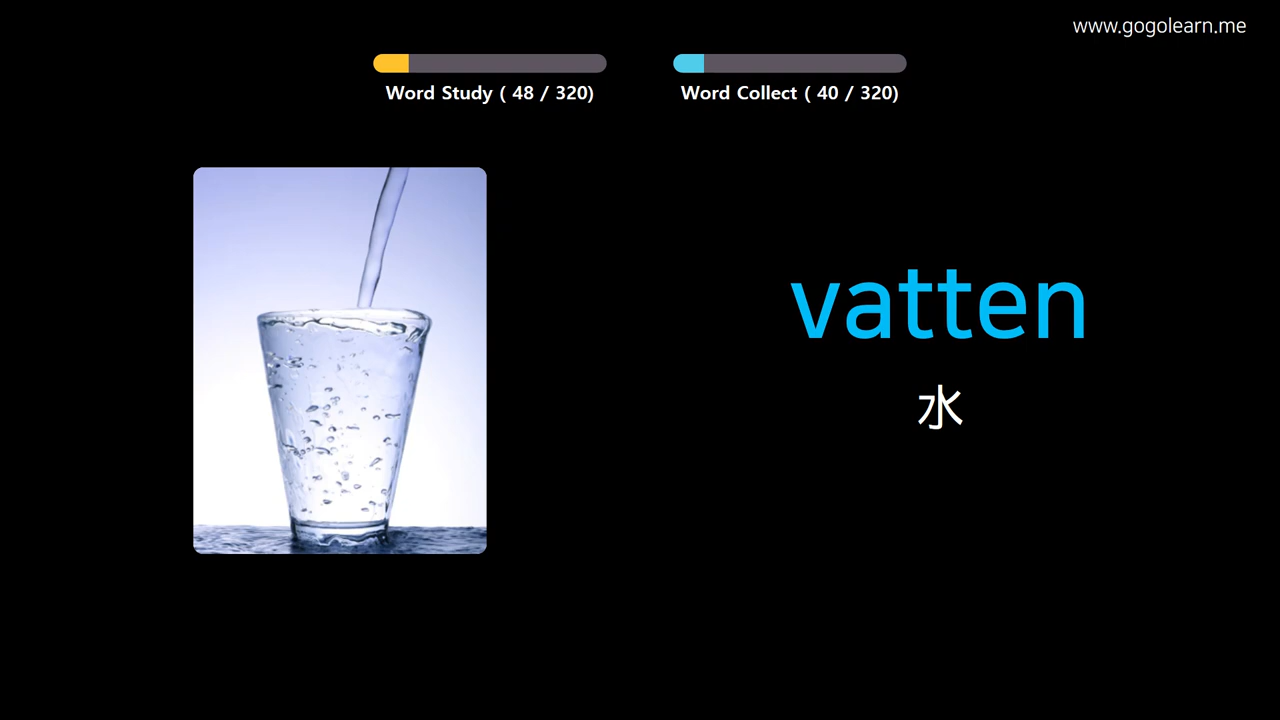 www.gogolearn.me
Word Study ( 48 / 320)
Word Collect ( 40 / 320)
vatten
水